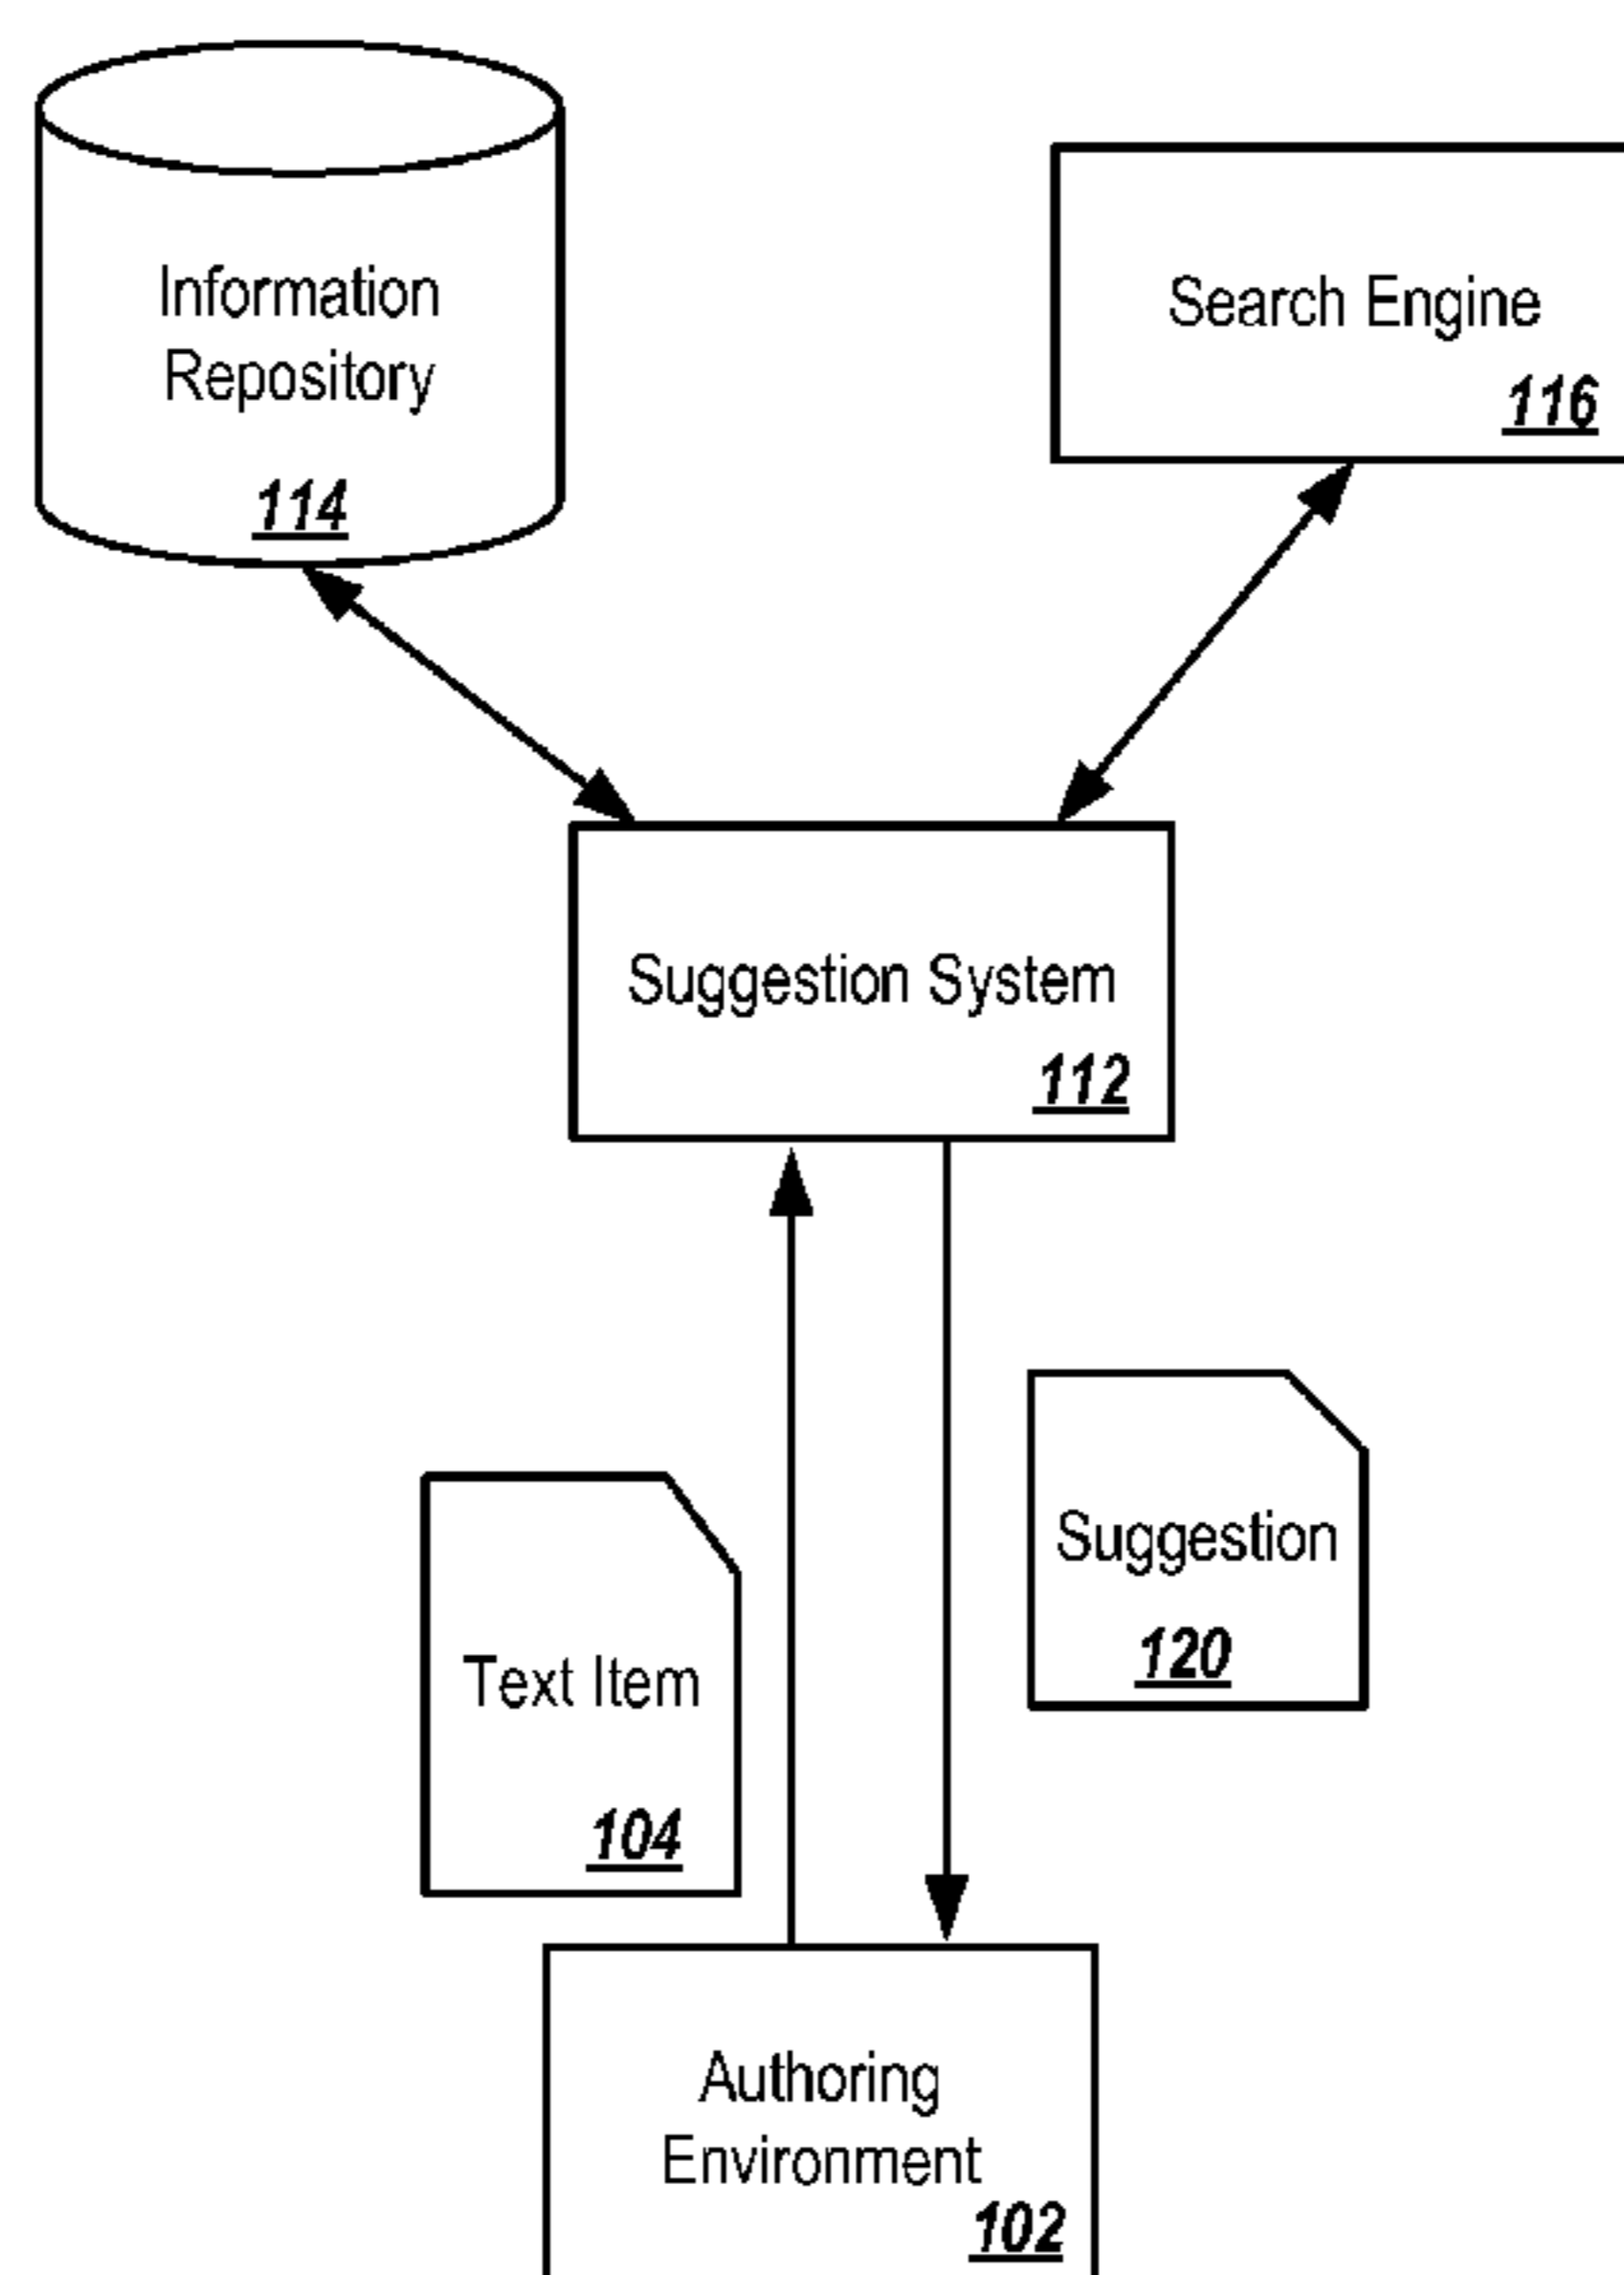 Information
Repository
114
Search Engine
116
Suggestion System
112
Suggestion
120
Text Item
104
Authoring
Environment
102